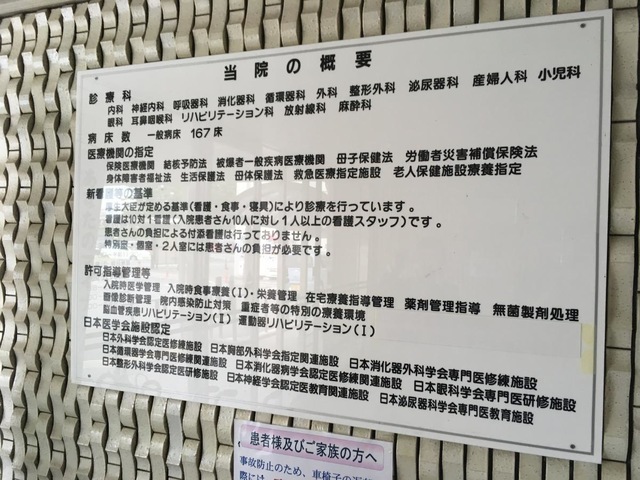 当院の概要
診療科
内科 神経内科 呼吸器科 消化器科 循環器科 外科 整形外科 泌尿器科 産婦人科 小児科
眼科 耳鼻咽喉科 リハビリテーション科 放射線科 麻酔科
病床数 一般病床 167床
医療機関の指定
保険医療機関 結核予防法 被爆者一般疾病医療機関 母子保健法 労働者災害補償保険法
身体障害者福祉法 生活保護法 母体保護法 救急医療指定施設 老人保健施設療養指定
新看護等の基準
厚生大臣が定める基準(看護・食事・寝具)により診療を行っています。
看護は10対1看護(入院患者さん10人に対し1人以上の看護スタッフ)です。
患者さんの負担による付添看護は行っておりません。
特別室・個室・2人室には患者さんの負担が必要です。
許可指導管理等
入院時医学管理 入院時食事療養(I)・栄養管理 在宅療養指導管理 薬剤管理指導 無菌製剤処理
画像診断管理 院内感染防止対策 重症者等の特別の療養環境
脳血管疾患リハビリテーション(II) 運動器リハビリテーション(I)
日本医学会施設認定
日本外科学会認定医修練施設 日本胸部外科学会指定関連施設 日本消化器外科学会専門医修練施設
日本循環器学会専門医修練施設 日本消化器病学会認定医修練関連施設 日本眼科学会専門医研修施設
日本整形外科学会認定医研修施設 日本神経学会認定医教育関連施設 日本泌尿器科学会専門医教育施設
患者様及びご家族の方へ
事故防止のため、車椅子の
際には